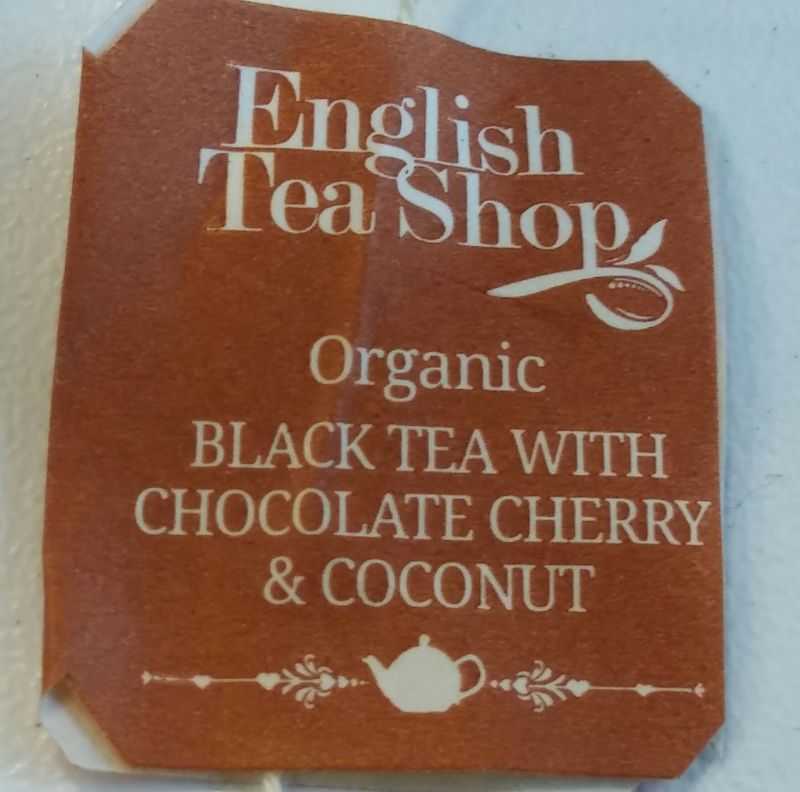 English
Tea Shop
Organic
BLACK TEA WITH
CHOCOLATE CHERRY
& COCONUT